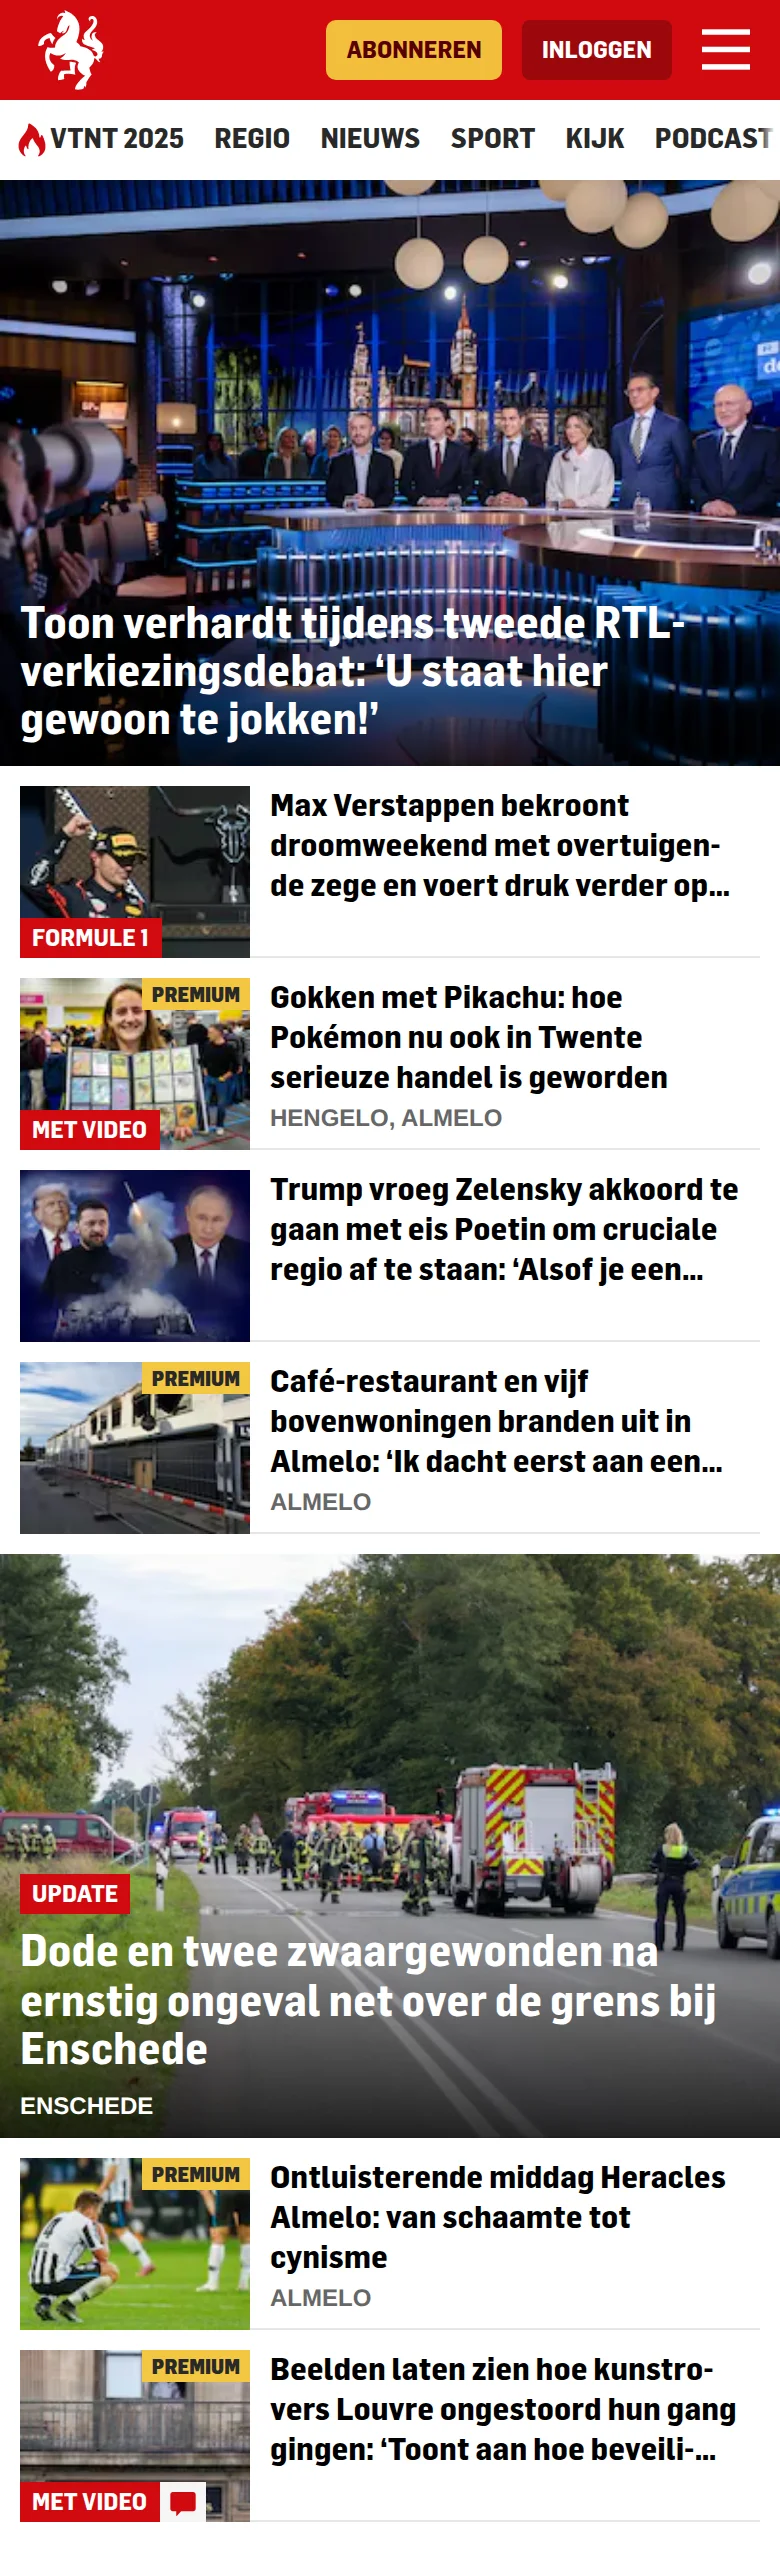 ABONNEREN
INLOGGEN
VTNT 2025 REGIO NIEUWS SPORT KIJK PODCAST
Toon verhardt tijdens tweede RTL-
verkiezingsdebat: ‘U staat hier
gewoon te jokken!’
FORMULE 1
Max Verstappen bekroont
droomweekend met overtuigen-
de zege en voert druk verder op...
PREMIUM
MET VIDEO
Gokken met Pikachu: hoe
Pokémon nu ook in Twente
serieuze handel is geworden
HENGELO, ALMELO
Trump vroeg Zelensky akkoord te
gaan met eis Poetin om cruciale
regio af te staan: ‘Alsof je een...
PREMIUM
Café-restaurant en vijf
bovenwoningen branden uit in
Almelo: ‘Ik dacht eerst aan een...
ALMELO
UPDATE
Dode en twee zwaargewonden na
ernstig ongeval net over de grens bij
Enschede
ENSCHEDE
PREMIUM
Ontluisterende middag Heracles
Almelo: van schaamte tot
cynisme
ALMELO
PREMIUM
MET VIDEO
Beelden laten zien hoe kunstro-
vers Louvre ongestoord hun gang
gingen: ‘Toont aan hoe beveili-...